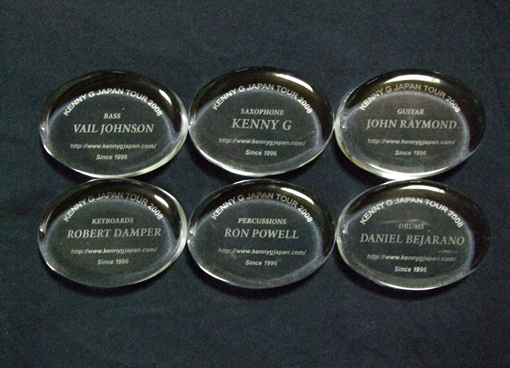 KENNY G JAPAN TOUR 2008
BASS
VAIL JOHNSON
http://www.kennygjapan.com/
Since 1996
KENNY G JAPAN TOUR 2008
SAXOPHONE
KENNY G
http://www.kennygjapan.com/
Since 1996
KENNY G JAPAN TOUR 2008
GUITAR
JOHN RAYMOND
http://www.kennygjapan.com/
Since 1996
KENNY G JAPAN TOUR 2008
KEYBOARDS
ROBERT DAMPER
http://www.kennygjapan.com/
Since 1996
KENNY G JAPAN TOUR 2008
PERCUSSIONS
RON POWELL
http://www.kennygjapan.com/
Since 1996
KENNY G JAPAN TOUR 2008
DRUMS
DANIEL BEJARANO
http://www.kennygjapan.com/
Since 1996